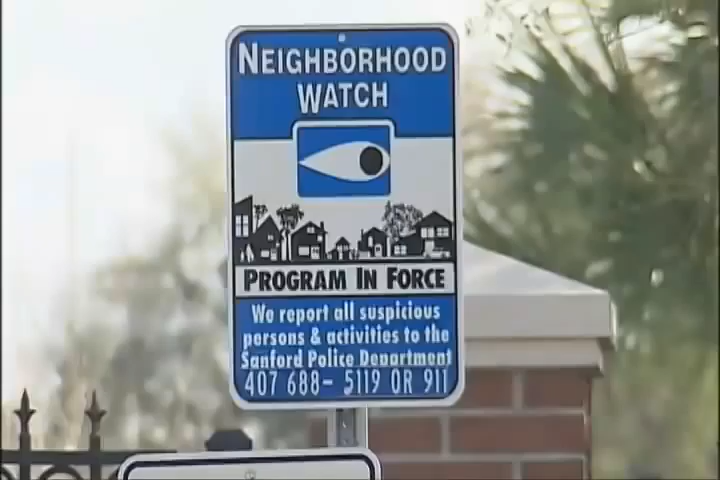 NEIGHBORHOOD
WATCH
PROGRAM IN FORCE
We report all suspicious
persons & activities to the
Sanford Police Department
407 688- 5119 OR 911